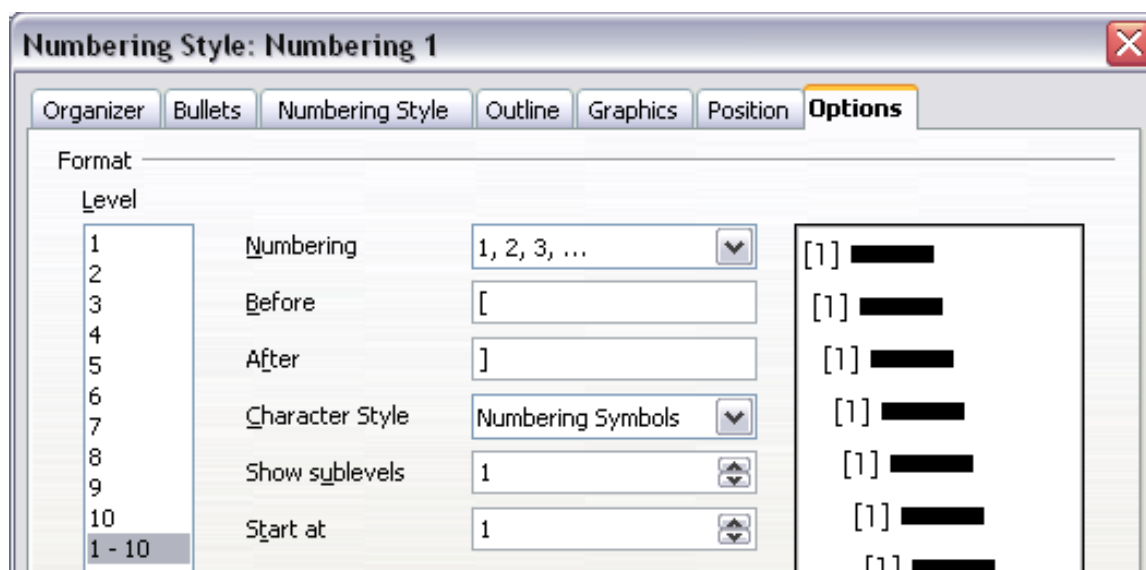 Numbering Style: Numbering 1
Organizer Bullets Numbering Style Outline Graphics Position Options
Format
Level
1
2
3
4
5
6
7
8
9
10
1 - 10
Numbering 1, 2, 3, ...
Before [
After ]
Character Style Numbering Symbols
Show sublevels 1
Start at 1
[1]
[1]
[1]
[1]
[1]
[1]
[1]